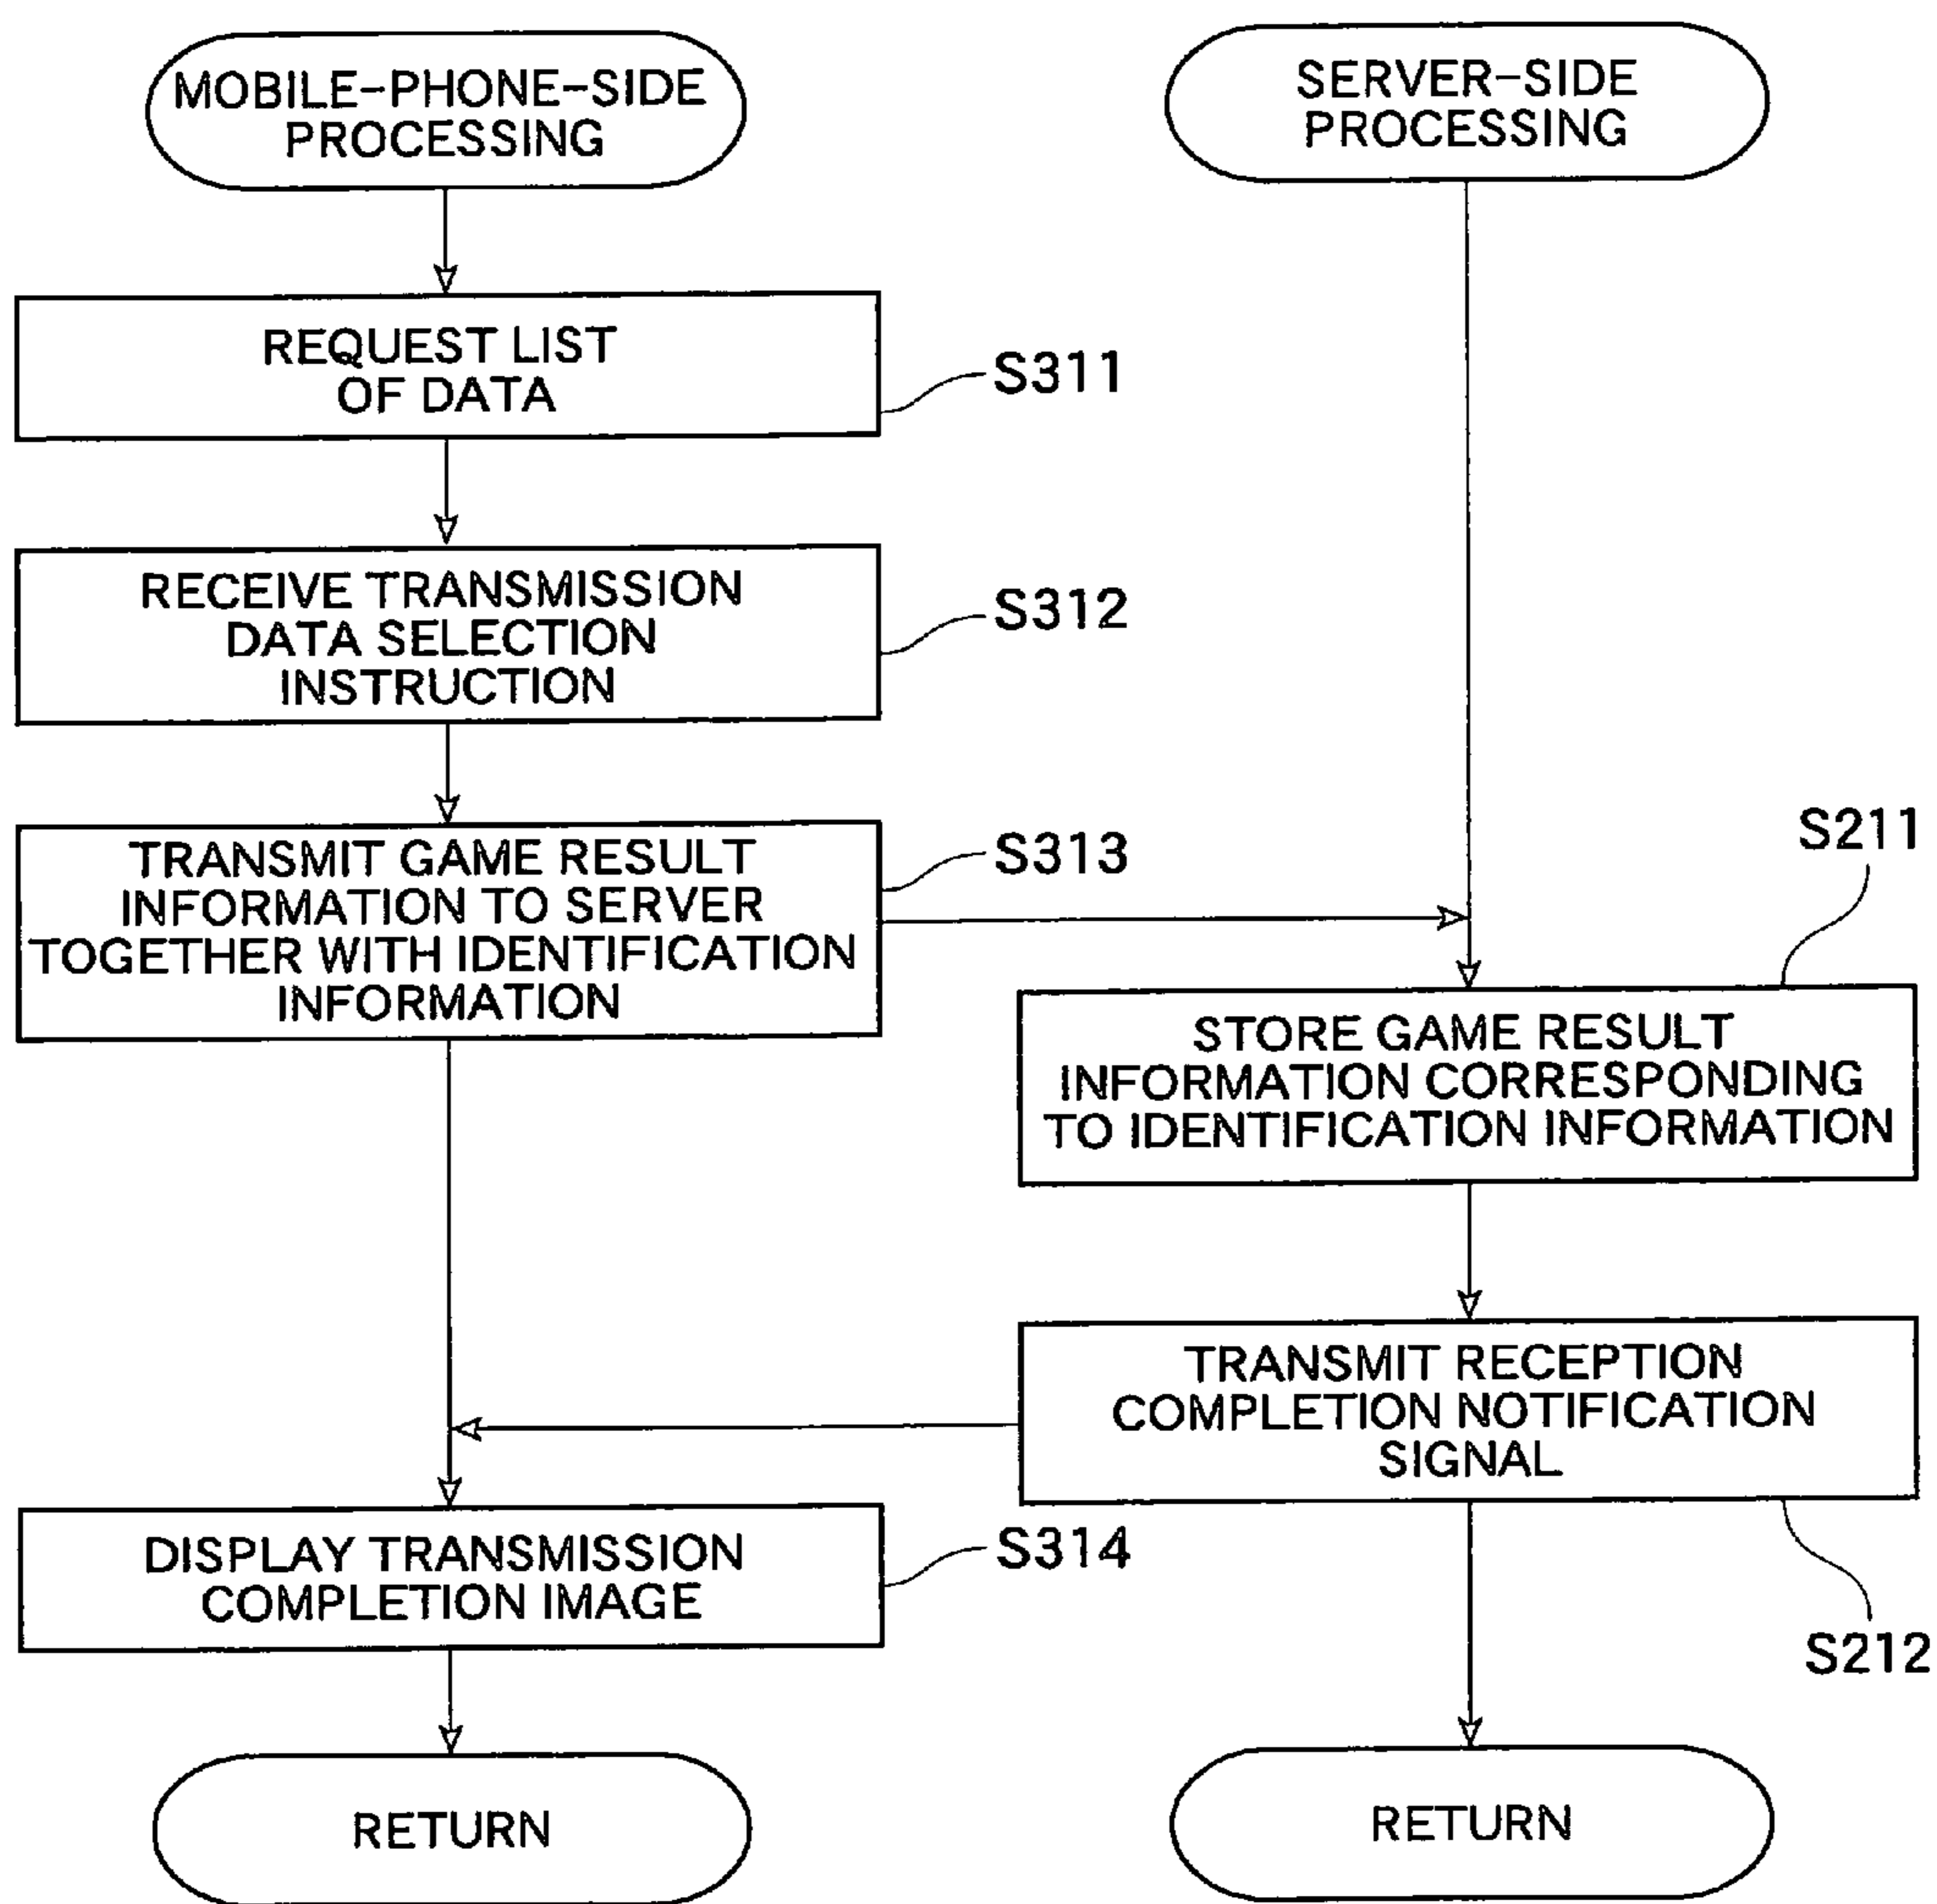 MOBILE-PHONE-SIDE
PROCESSING
REQUEST LIST
OF DATA
S311
RECEIVE TRANSMISSION
DATA SELECTION
INSTRUCTION
S312
TRANSMIT GAME RESULT
INFORMATION TO SERVER
TOGETHER WITH IDENTIFICATION
INFORMATION
S313
DISPLAY TRANSMISSION
COMPLETION IMAGE
S314
RETURN
SERVER-SIDE
PROCESSING
S211
STORE GAME RESULT
INFORMATION CORRESPONDING
TO IDENTIFICATION INFORMATION
TRANSMIT RECEPTION
COMPLETION NOTIFICATION
SIGNAL
S212
RETURN